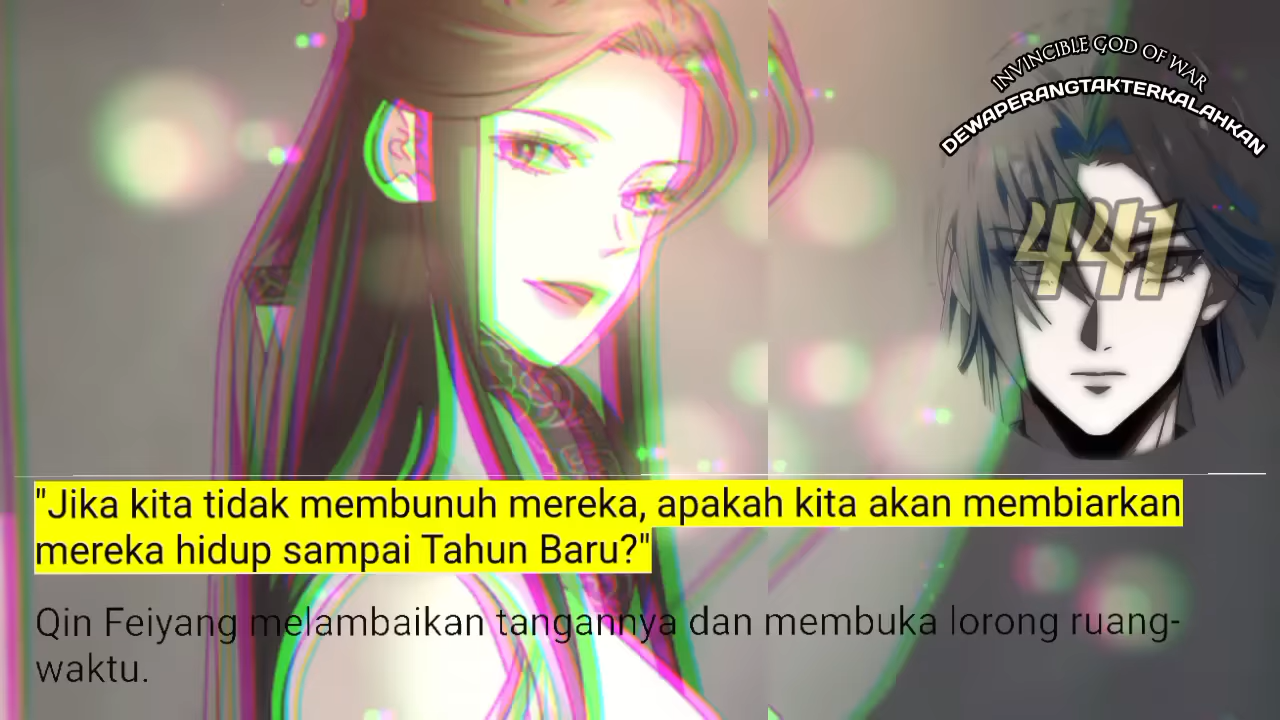 INVINCIBLE GOD OF WAR
DEWAPERANGTAKTERKALAHKAN
441
"Jika kita tidak membunuh mereka, apakah kita akan membiarkan
mereka hidup sampai Tahun Baru?"
Qin Feiyang melambaikan tangannya dan membuka lorong ruang-
waktu.